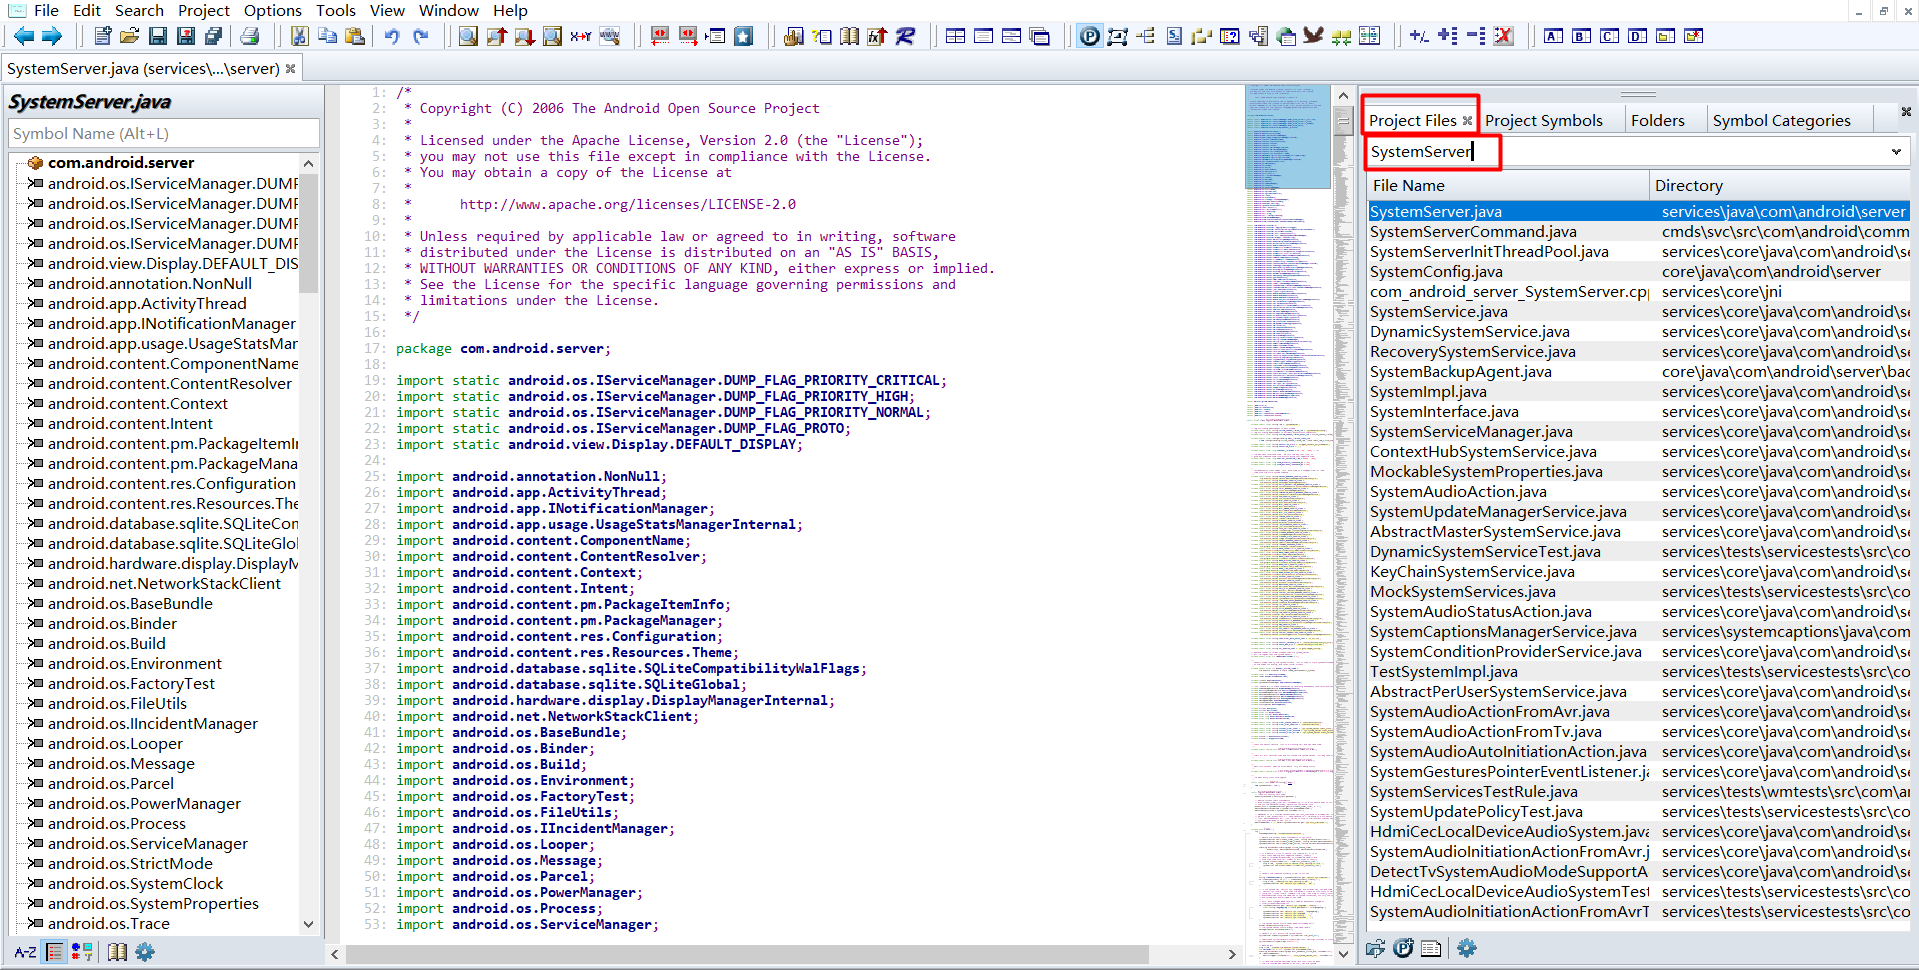 File Edit Search Project Options Tools View Window Help
SystemServer.java (services\...\server)
SystemServer.java
Symbol Name (Alt+L)
com.android.server
android.os.IServiceManager.DUMP
android.os.IServiceManager.DUMP
android.os.IServiceManager.DUMP
android.os.IServiceManager.DUMP
android.view.Display.DEFAULT_DIS
android.annotation.NonNull
android.app.ActivityThread
android.app.INotificationManager
android.app.usage.UsageStatsMar
android.content.ComponentName
android.content.ContentResolver
android.content.Context
android.content.Intent
android.content.pm.PackageItemIn
android.content.pm.PackageMana
android.content.res.Configuration
android.content.res.Resources.The
android.database.sqlite.SQLiteCon
android.database.sqlite.SQLiteGlol
android.hardware.display.DisplayM
android.net.NetworkStackClient
android.os.BaseBundle
android.os.Binder
android.os.Build
android.os.Environment
android.os.FactoryTest
android.os.FileUtils
android.os.IIncidentManager
android.os.Looper
android.os.Message
android.os.Parcel
android.os.PowerManager
android.os.Process
android.os.ServiceManager
android.os.StrictMode
android.os.SystemClock
android.os.SystemProperties
android.os.Trace
A-Z
1: /*
2: * Copyright (C) 2006 The Android Open Source Project
3: *
4: * Licensed under the Apache License, Version 2.0 (the "License");
5: * you may not use this file except in compliance with the License.
6: * You may obtain a copy of the License at
7: *
8: * http://www.apache.org/licenses/LICENSE-2.0
9: *
10: * Unless required by applicable law or agreed to in writing, software
11: * distributed under the License is distributed on an "AS IS" BASIS,
12: * WITHOUT WARRANTIES OR CONDITIONS OF ANY KIND, either express or implied.
13: * See the License for the specific language governing permissions and
14: * limitations under the License.
15: */
16:
17: package com.android.server;
18:
19: import static android.os.IServiceManager.DUMP_FLAG_PRIORITY_CRITICAL;
20: import static android.os.IServiceManager.DUMP_FLAG_PRIORITY_HIGH;
21: import static android.os.IServiceManager.DUMP_FLAG_PRIORITY_NORMAL;
22: import static android.os.IServiceManager.DUMP_FLAG_PROTO;
23: import static android.view.Display.DEFAULT_DISPLAY;
24:
25: import android.annotation.NonNull;
26: import android.app.ActivityThread;
27: import android.app.INotificationManager;
28: import android.app.usage.UsageStatsManagerInternal;
29: import android.content.ComponentName;
30: import android.content.ContentResolver;
31: import android.content.Context;
32: import android.content.Intent;
33: import android.content.pm.PackageItemInfo;
34: import android.content.pm.PackageManager;
35: import android.content.res.Configuration;
36: import android.content.res.Resources.Theme;
37: import android.database.sqlite.SQLiteCompatibilityWalFlags;
38: import android.database.sqlite.SQLiteGlobal;
39: import android.hardware.display.DisplayManagerInternal;
40: import android.net.NetworkStackClient;
41: import android.os.BaseBundle;
42: import android.os.Binder;
43: import android.os.Build;
44: import android.os.Environment;
45: import android.os.FactoryTest;
46: import android.os.FileUtils;
47: import android.os.IIncidentManager;
48: import android.os.Looper;
49: import android.os.Message;
50: import android.os.Parcel;
51: import android.os.PowerManager;
52: import android.os.Process;
53: import android.os.ServiceManager;
Project Files Project Symbols Folders Symbol Categories
SystemServer
File Name Directory
SystemServer.java services\java\com\android\server
SystemServerCommand.java cmds\svc\src\com\android\comm
SystemServerInitThreadPool.java services\core\java\com\android\se
SystemConfig.java core\java\com\android\server
com_android_server_SystemServer.cpp services\core\jni
SystemService.java services\core\java\com\android\se
DynamicSystemService.java services\core\java\com\android\se
RecoverySystemService.java services\core\java\com\android\se
SystemBackupAgent.java core\java\com\android\server\bac
SystemImpl.java services\core\java\com\android\se
SystemInterface.java services\core\java\com\android\se
SystemServiceManager.java services\core\java\com\android\se
ContextHubSystemService.java services\core\java\com\android\se
MockableSystemProperties.java services\core\java\com\android\se
SystemAudioAction.java services\core\java\com\android\se
SystemUpdateManagerService.java services\core\java\com\android\se
AbstractMasterSystemService.java services\core\java\com\android\se
DynamicSystemServiceTest.java services\tests\servicestests\src\co
KeyChainSystemService.java services\core\java\com\android\se
MockSystemServices.java services\tests\servicestests\src\co
SystemAudioStatusAction.java services\core\java\com\android\se
SystemCaptionsManagerService.java services\systemcaptions\java\com
SystemConditionProviderService.java services\core\java\com\android\se
TestSystemImpl.java services\tests\servicestests\src\co
AbstractPerUserSystemService.java services\core\java\com\android\se
SystemAudioActionFromAvr.java services\core\java\com\android\se
SystemAudioActionFromTv.java services\core\java\com\android\se
SystemAudioAutoInitiationAction.java services\core\java\com\android\se
SystemGesturesPointerEventListener.ja services\core\java\com\android\se
SystemServicesTestRule.java services\tests\wmtests\src\com\ar
SystemUpdatePolicyTest.java services\tests\servicestests\src\co
HdmiCecLocalDeviceAudioSystem.java services\core\java\com\android\se
SystemAudioInitiationActionFromAvr.j services\core\java\com\android\se
DetectTvSystemAudioModeSupportA services\core\java\com\android\se
HdmiCecLocalDeviceAudioSystemTest services\tests\servicestests\src\co
SystemAudioInitiationActionFromAvrT services\tests\servicestests\src\co